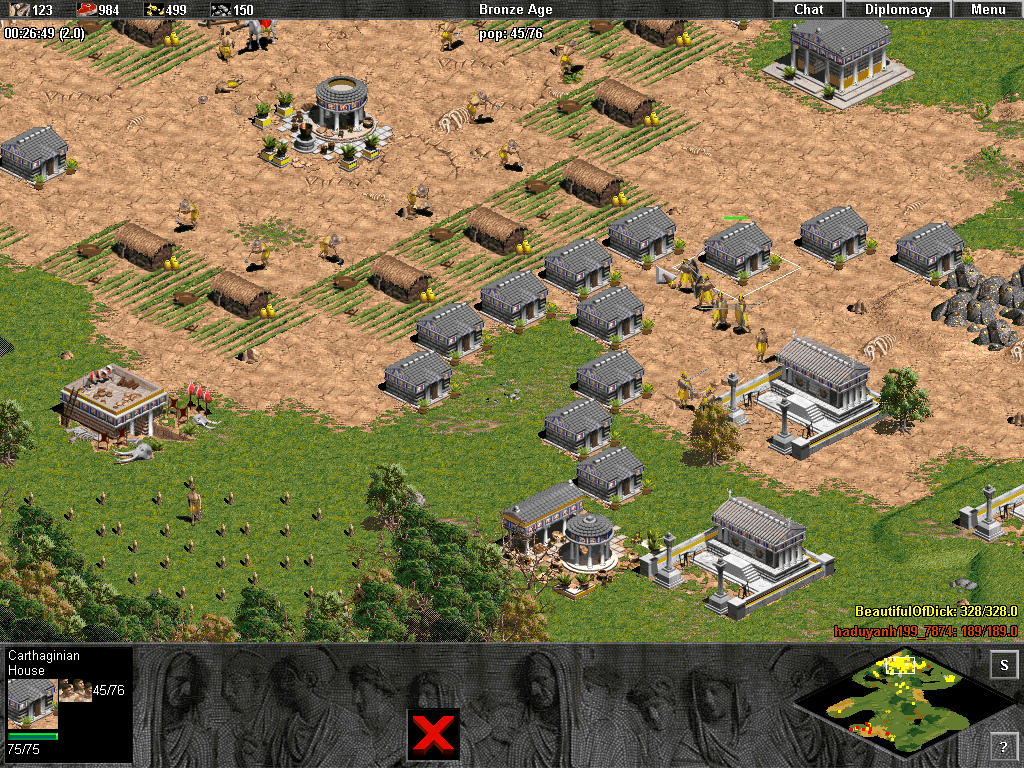 123 984 499 150 Bronze Age Chat Diplomacy Menu
00:26:49 (2.0) pop: 45/76
BeautifulOfDick: 328/328.0
haduyanh199_7874: 189/189.0
Carthaginian
House
45/76
75/75
S
?